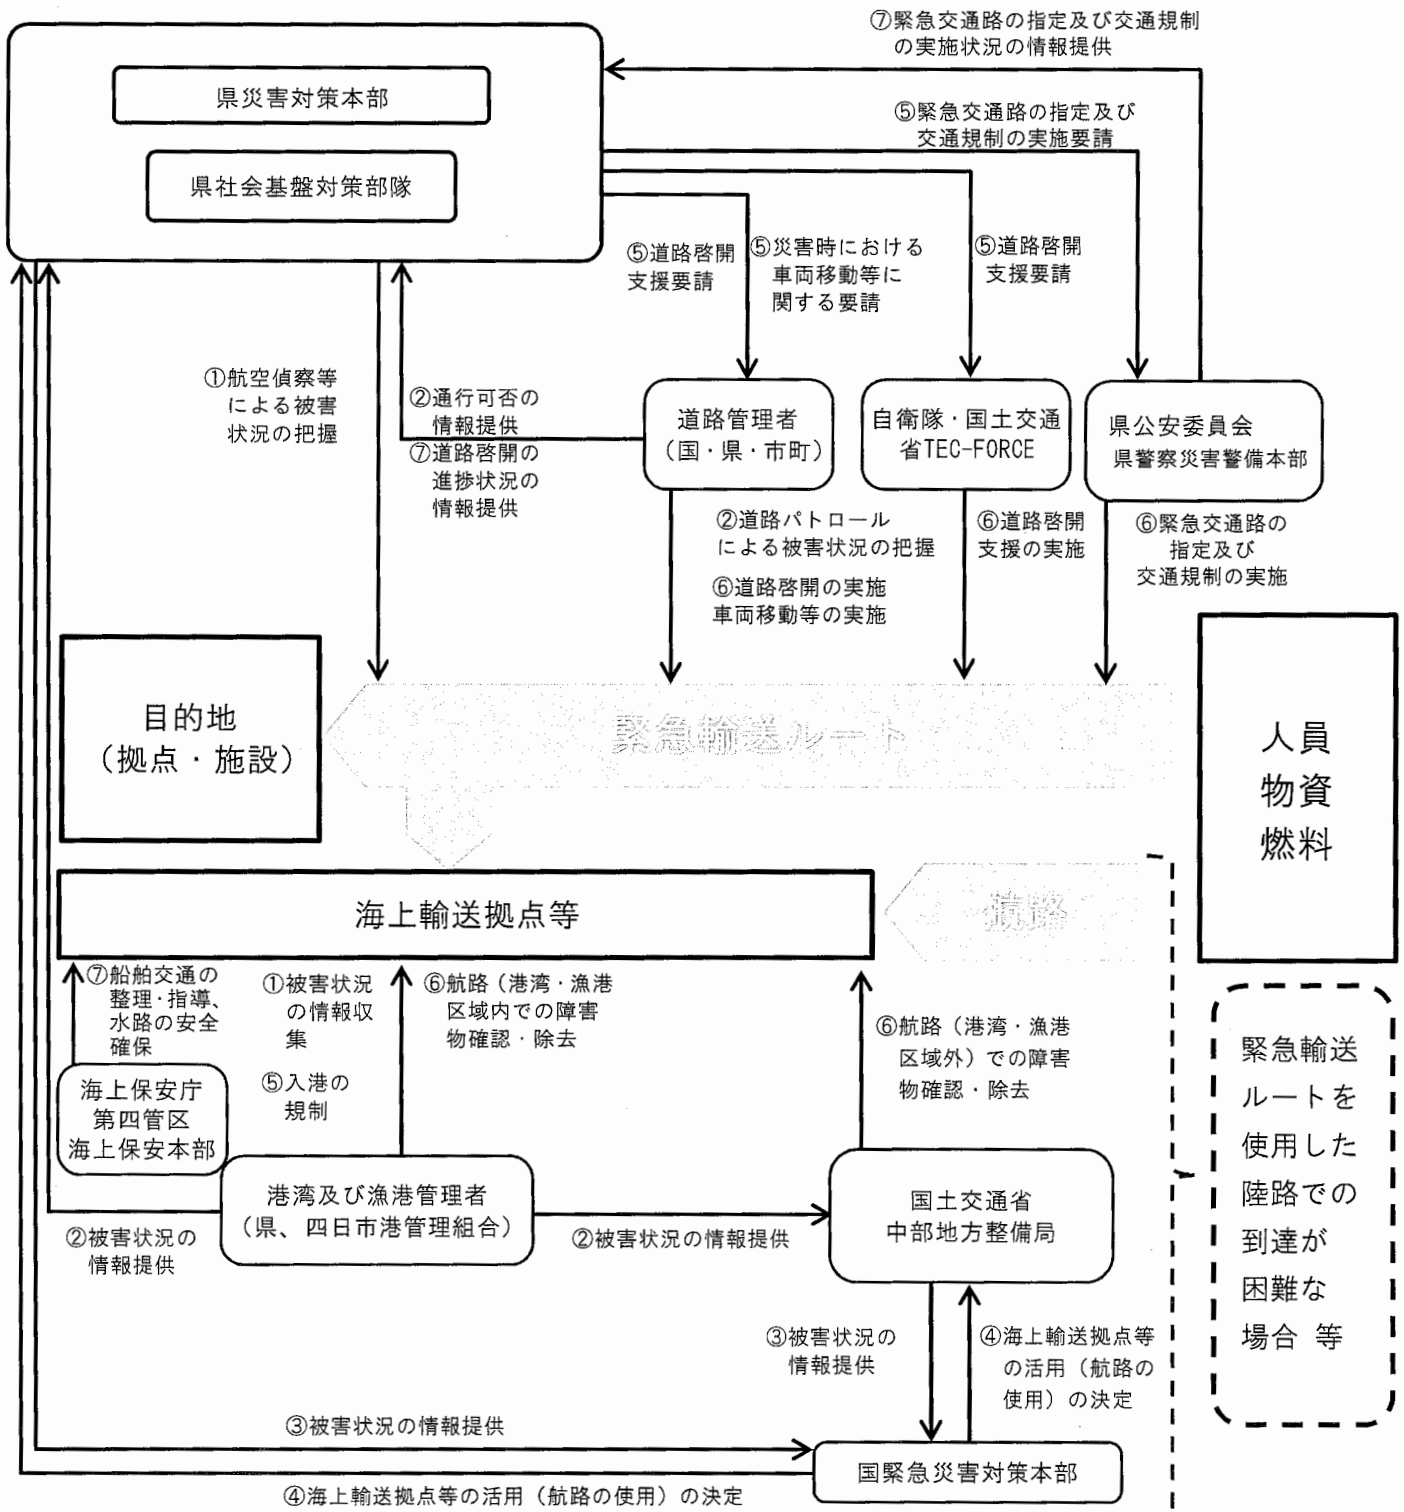 ⑦緊急交通路の指定及び交通規制
の実施状況の情報提供
県災害対策本部
県社会基盤対策部隊
⑤緊急交通路の指定及び
交通規制の実施要請
⑤道路啓開
支援要請
⑤災害時における
車両移動等に
関する要請
⑤道路啓開
支援要請
①航空偵察等
による被害
状況の把握
②通行可否の
情報提供
⑦道路啓開の
進捗状況の
情報提供
道路管理者
(国・県・市町)
自衛隊・国土交通
省TEC-FORCE
県公安委員会
県警察災害警備本部
②道路パトロール
による被害状況の把握
⑥道路啓開の実施
車両移動等の実施
⑥道路啓開
支援の実施
⑥緊急交通路の
指定及び
交通規制の実施
目的地
(拠点・施設)
緊急輸送ルート
人員
物資
燃料
海上輸送拠点等
航路
⑦船舶交通の
整理・指導、
水路の安全
確保
①被害状況
の情報収
集
⑤入港の
規制
⑥航路(港湾・漁港
区域内での障害
物確認・除去
⑥航路(港湾・漁港
区域外)での障害
物確認・除去
海上保安庁
第四管区
海上保安本部
港湾及び漁港管理者
(県、四日市港管理組合)
国土交通省
中部地方整備局
②被害状況の
情報提供
②被害状況の情報提供
緊急輸送
ルートを
使用した
陸路での
到達が
困難な
場合 等
③被害状況の
情報提供
④海上輸送拠点等
の活用(航路の
使用)の決定
③被害状況の情報提供
国緊急災害対策本部
④海上輸送拠点等の活用(航路の使用)の決定